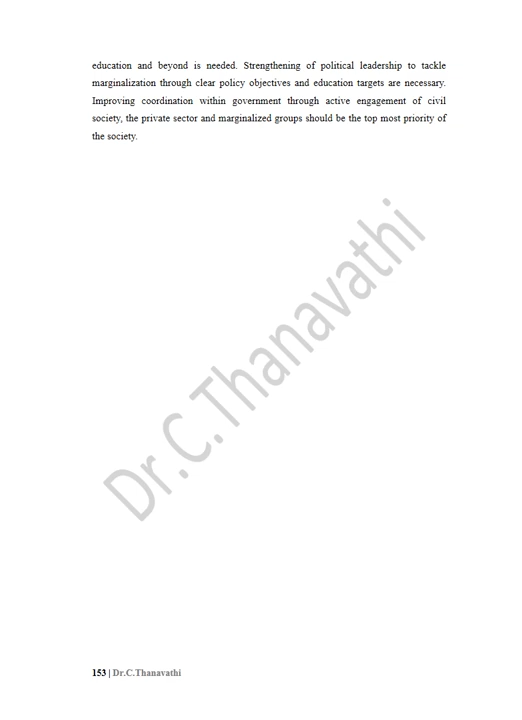 education and beyond is needed. Strengthening of political leadership to tackle
marginalization through clear policy objectives and education targets are necessary.
Improving coordination within government through active engagement of civil
society, the private sector and marginalized groups should be the top most priority of
the society.
Dr.C.Thanavathi
153 | Dr.C.Thanavathi